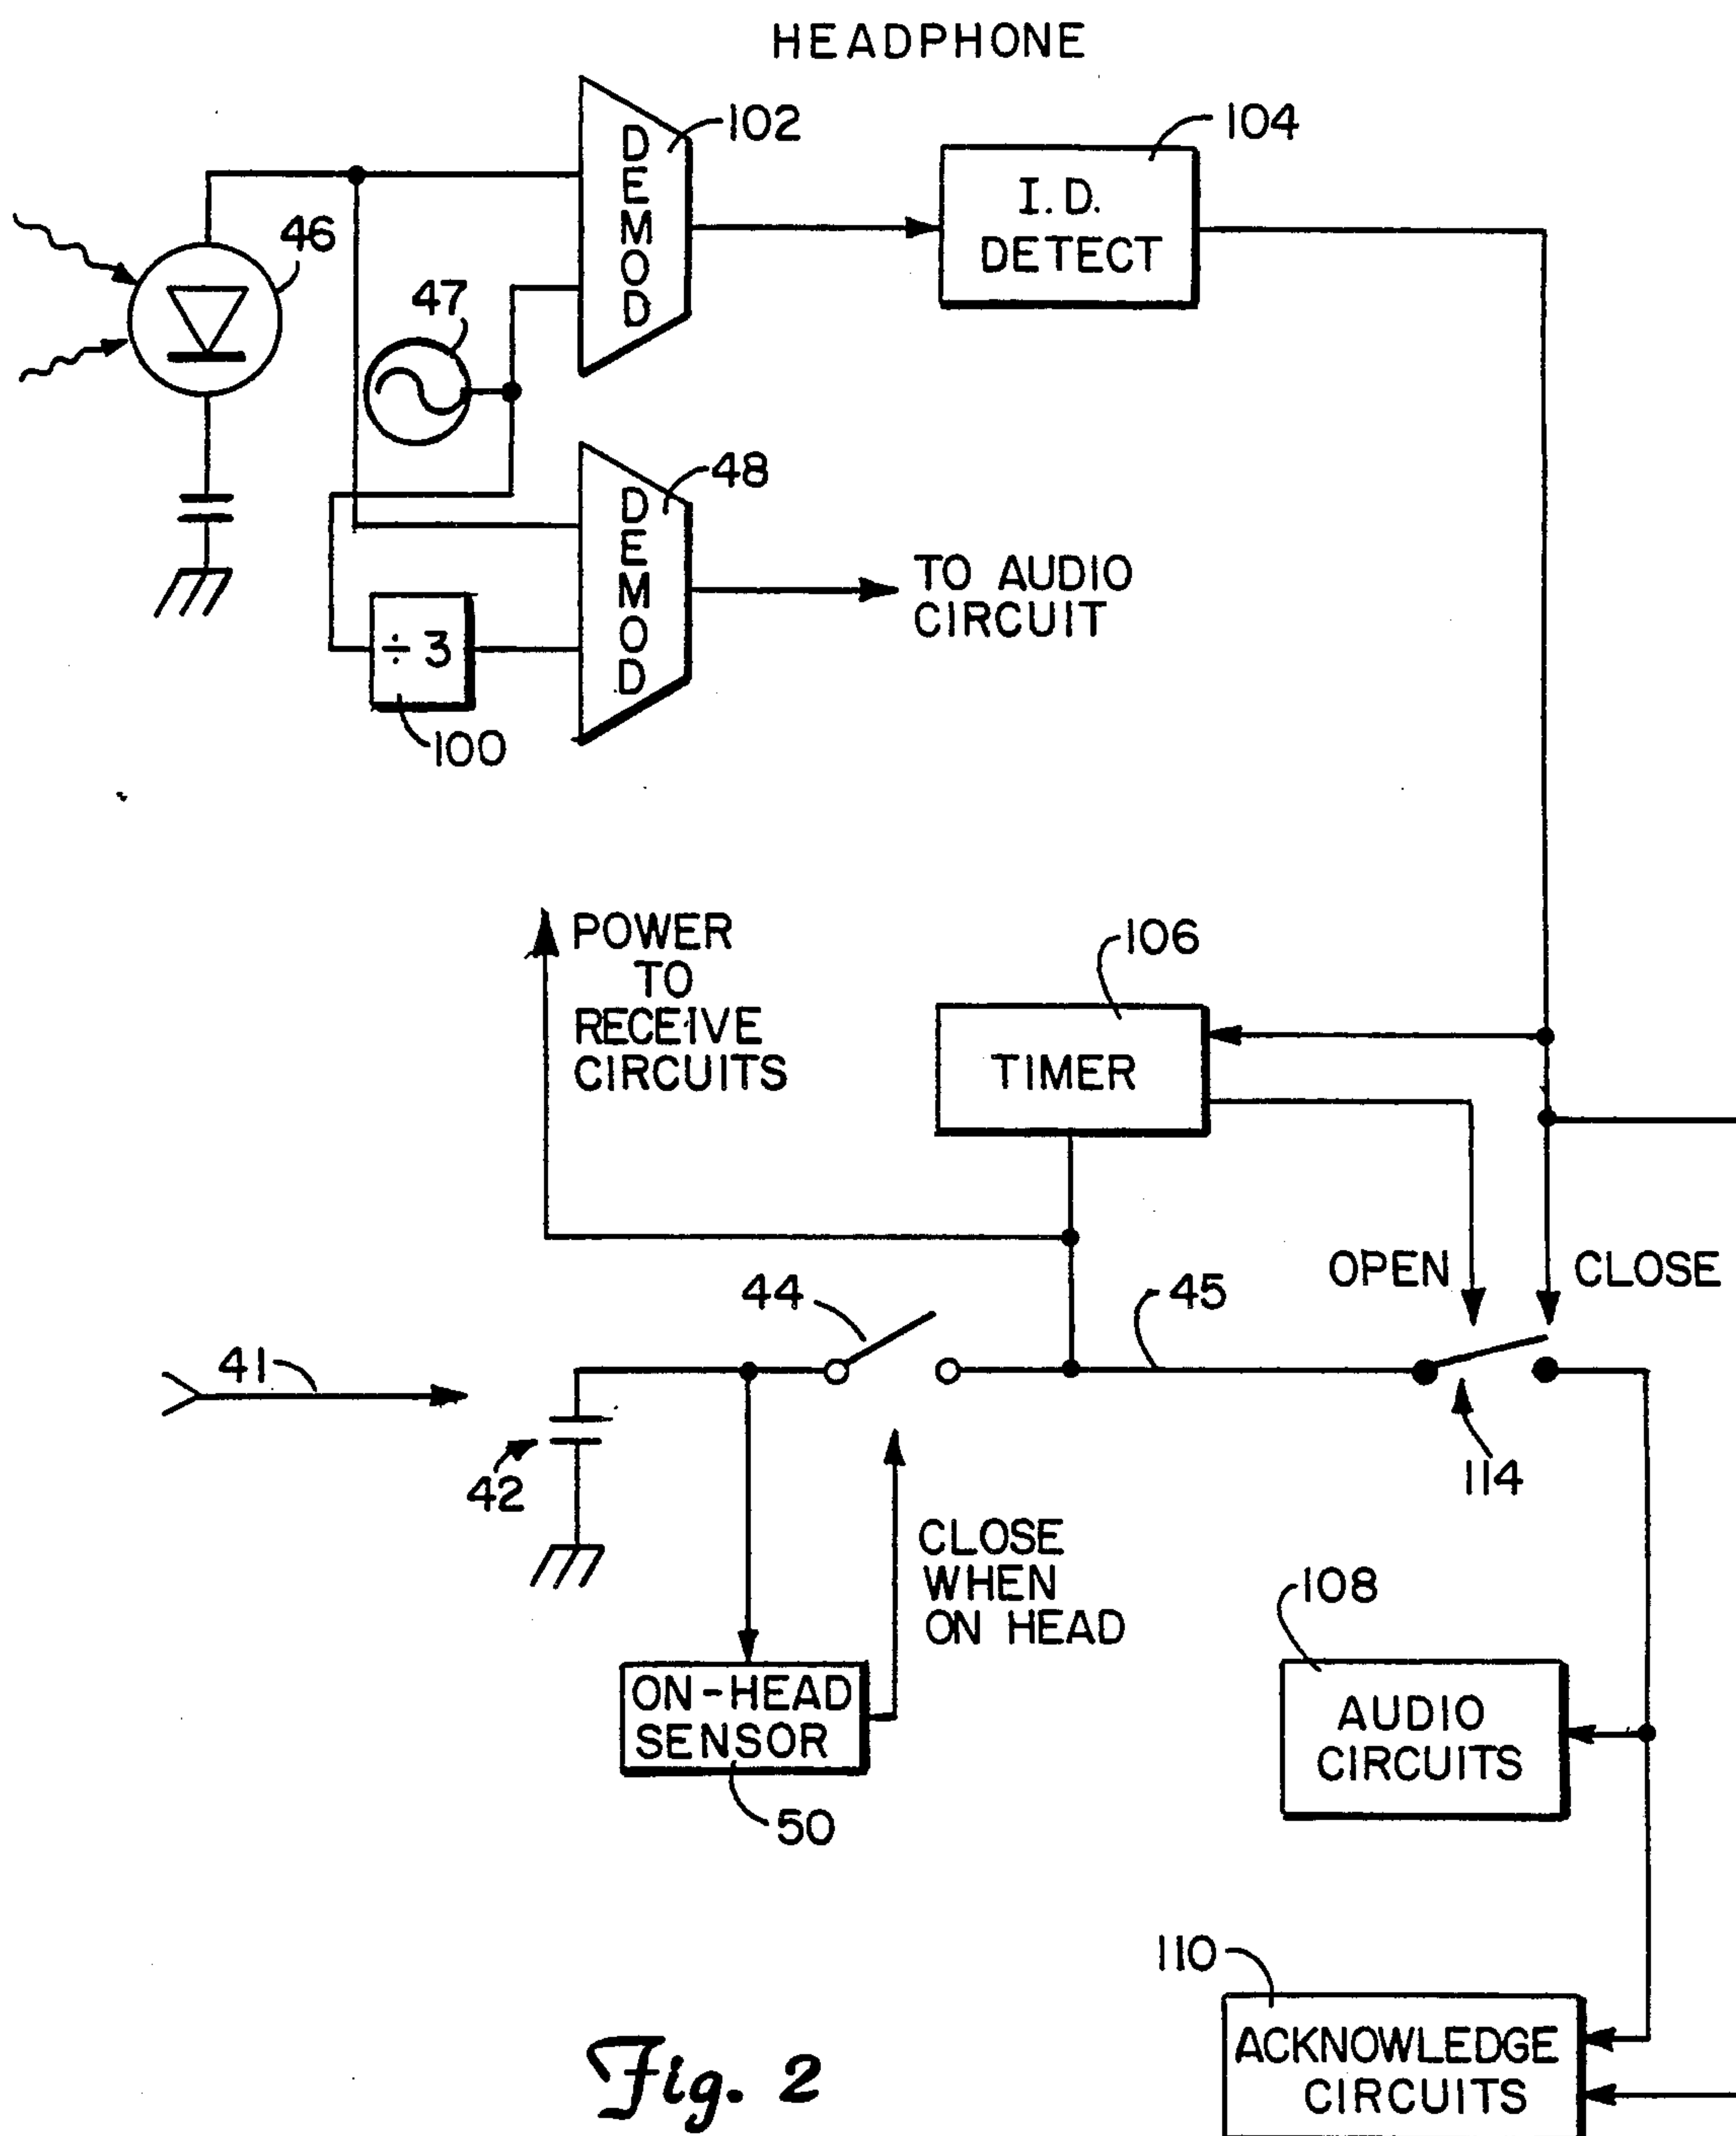 HEADPHONE
102
DEMOD
104
I.D.
DETECT
46
47
48
DEMOD
TO AUDIO
CIRCUIT
÷ 3
100
POWER
TO
RECEIVE
CIRCUITS
106
TIMER
OPEN
CLOSE
44
45
41
42
114
CLOSE
WHEN
ON HEAD
108
ON-HEAD
SENSOR
AUDIO
CIRCUITS
50
110
ACKNOWLEDGE
CIRCUITS
Fig. 2